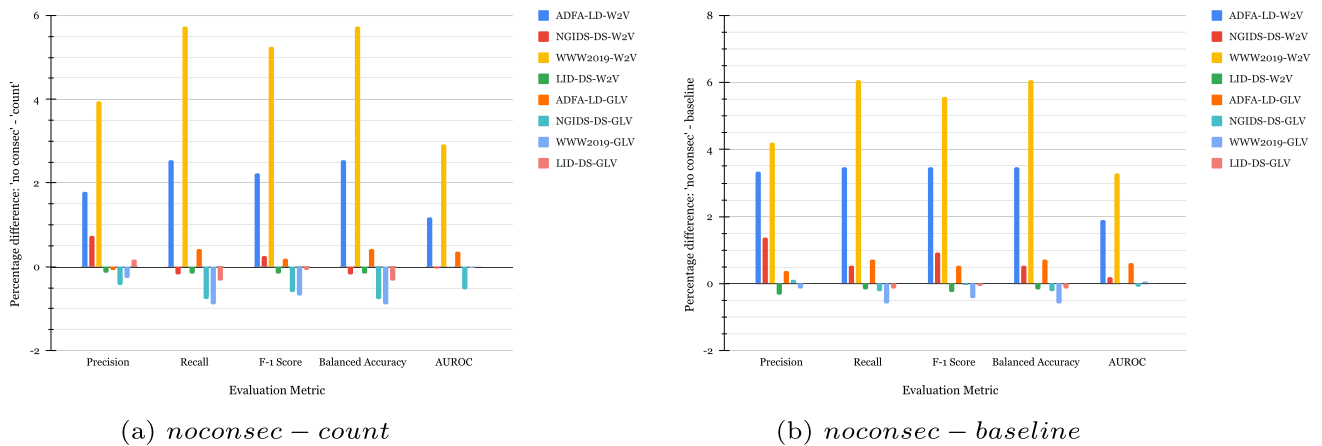 Percentage difference: 'no consec' - 'count'
6
4
2
0
-2
Precision
Recall
F-1 Score
Balanced Accuracy
AUROC
Evaluation Metric
ADFA-LD-W2V
NGIDS-DS-W2V
WWW2019-W2V
LID-DS-W2V
ADFA-LD-GLV
NGIDS-DS-GLV
WWW2019-GLV
LID-DS-GLV
(a) noconsec – count
Percentage difference: 'no consec' - baseline
8
6
4
2
0
-2
Precision
Recall
F-1 Score
Balanced Accuracy
AUROC
Evaluation Metric
ADFA-LD-W2V
NGIDS-DS-W2V
WWW2019-W2V
LID-DS-W2V
ADFA-LD-GLV
NGIDS-DS-GLV
WWW2019-GLV
LID-DS-GLV
(b) noconsec – baseline